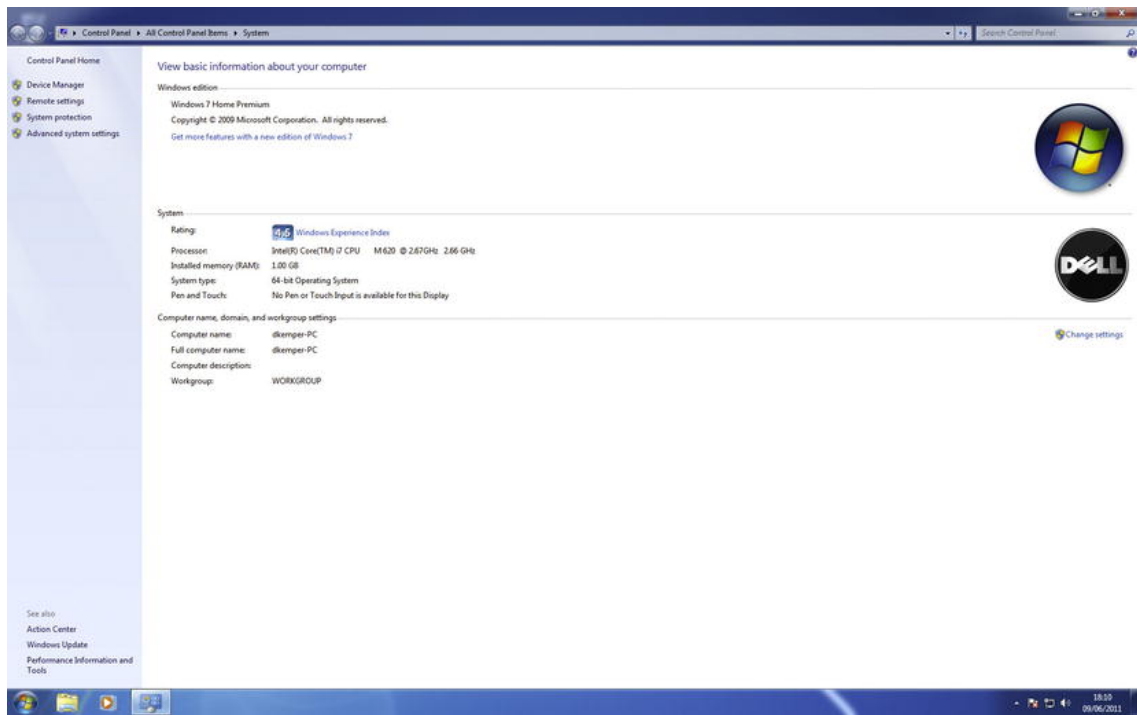 Control Panel ▸ All Control Panel Items ▸ System
Search Control Panel
Control Panel Home
Device Manager
Remote settings
System protection
Advanced system settings
View basic information about your computer
Windows edition
Windows 7 Home Premium
Copyright © 2009 Microsoft Corporation. All rights reserved.
Get more features with a new edition of Windows 7
System
Rating: 4,5 Windows Experience Index
Processor: Intel(R) Core(TM) i7 CPU M 620 @ 2.67GHz 2.66 GHz
Installed memory (RAM): 1.00 GB
System type: 64-bit Operating System
Pen and Touch: No Pen or Touch Input is available for this Display
DELL
Computer name, domain, and workgroup settings
Computer name: dkemper-PC
Change settings
Full computer name: dkemper-PC
Computer description:
Workgroup: WORKGROUP
See also
Action Center
Windows Update
Performance Information and
Tools
18:10
09/06/2011